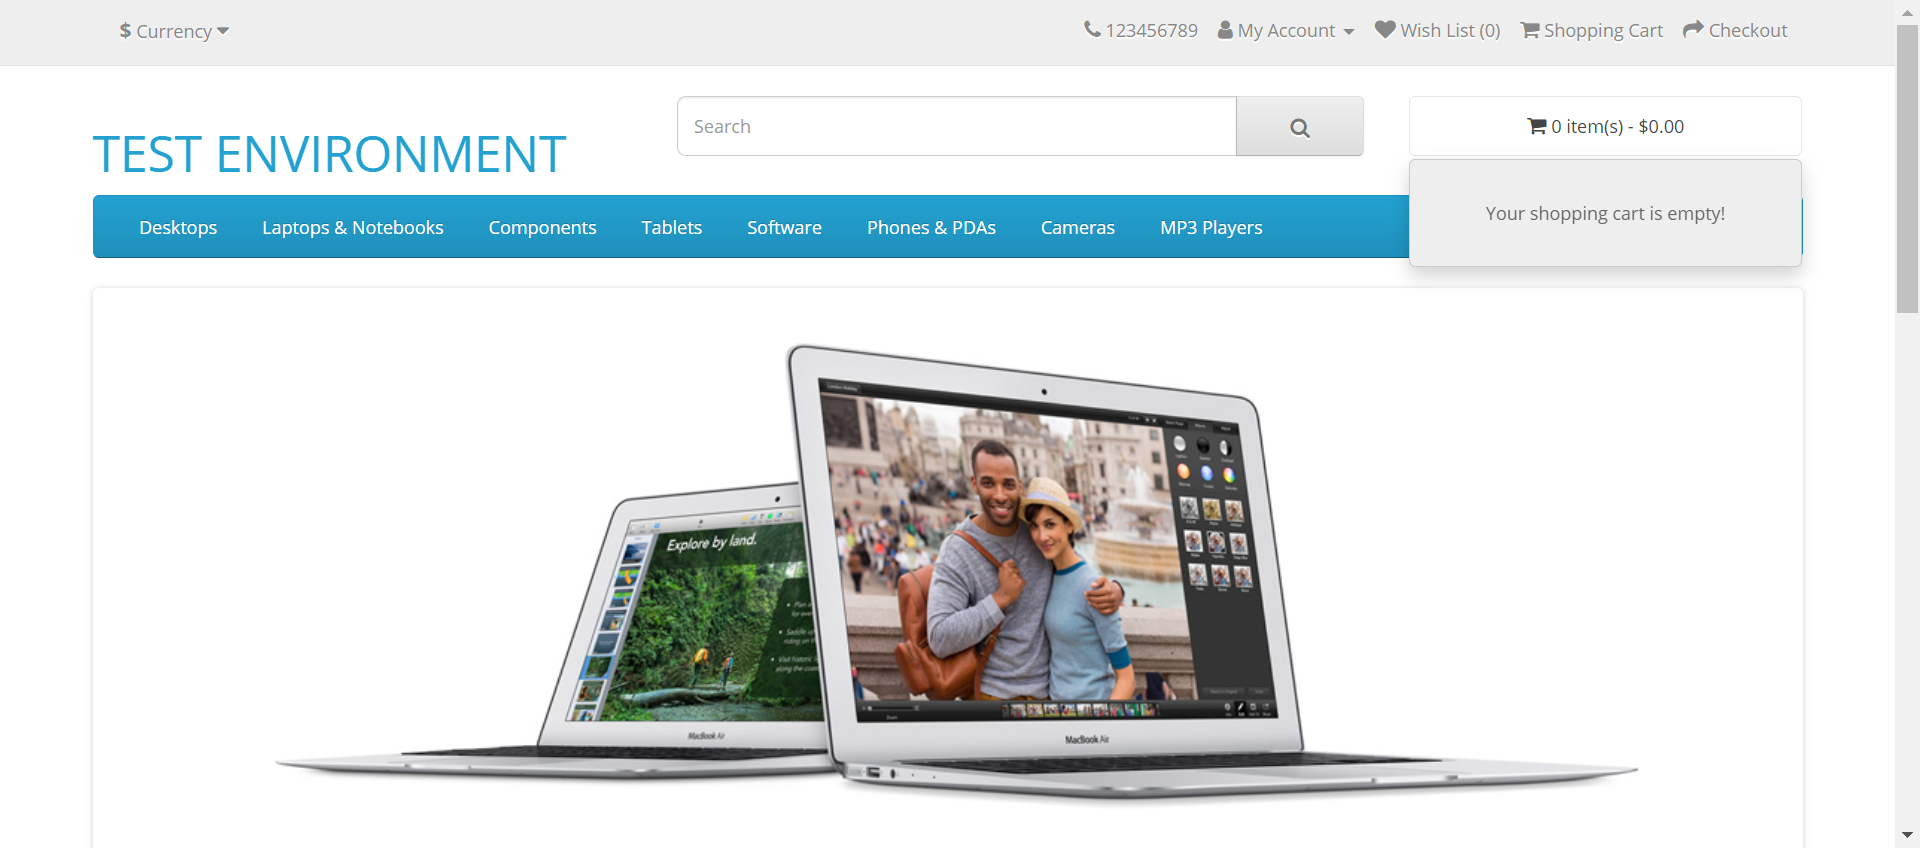 $ Currency
123456789 My Account Wish List (0) Shopping Cart Checkout
TEST ENVIRONMENT
Search
0 item(s) - $0.00
Your shopping cart is empty!
Desktops Laptops & Notebooks Components Tablets Software Phones & PDAs Cameras MP3 Players
Explore by land.
MacBook Air
MacBook Air